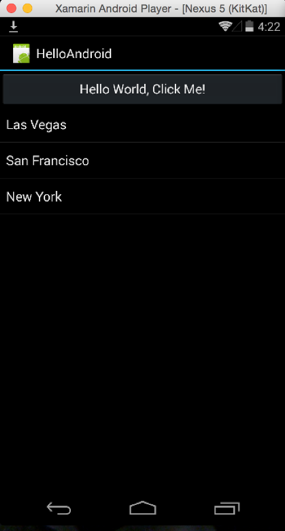 Xamarin Android Player - [Nexus 5 (KitKat)]
4:22
HelloAndroid
Hello World, Click Me!
Las Vegas
San Francisco
New York